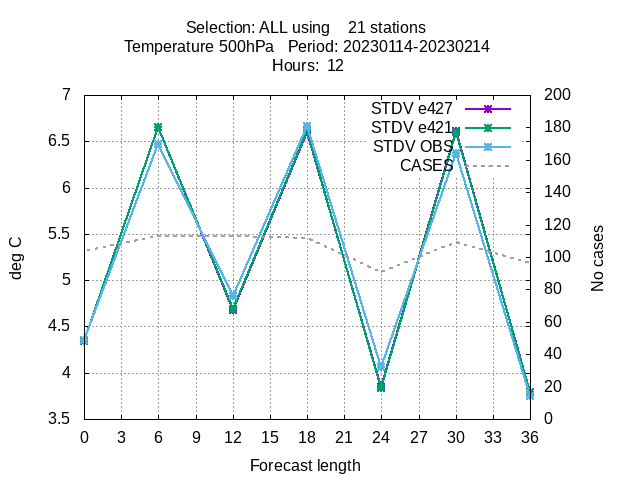 Selection: ALL using    21 stations
Temperature 500hPa   Period: 20230114-20230214
Hours:  12
STDV e427
STDV e421
STDV OBS
CASES
7
6.5
6
5.5
5
4.5
4
3.5
deg C
200
180
160
140
120
100
80
60
40
20
0
No cases
0 3 6 9 12 15 18 21 24 27 30 33 36
Forecast length